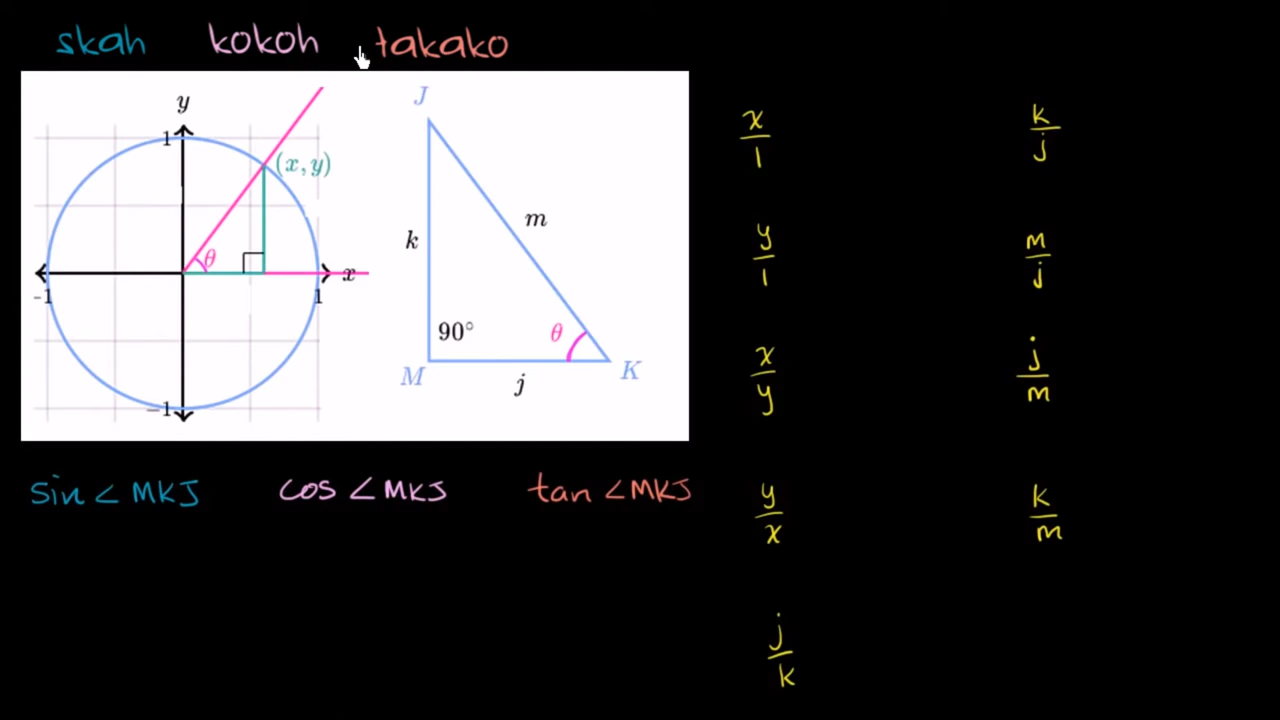 skah kokoh takako
y
1
(x, y)
θ
-1
1
x
−1
J
k
m
90°
θ
M
j
K
sin ∠MKJ cos ∠MKJ tan ∠MKJ
x/1
k/j
y/1
m/j
x/y
j/m
y/x
k/m
j/k